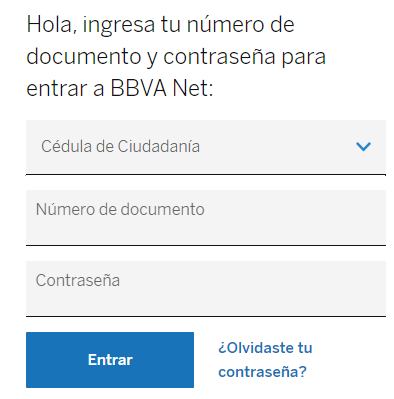 Hola, ingresa tu número de
documento y contraseña para
entrar a BBVA Net:
Cédula de Ciudadanía
Número de documento
Contraseña
Entrar
¿Olvidaste tu
contraseña?